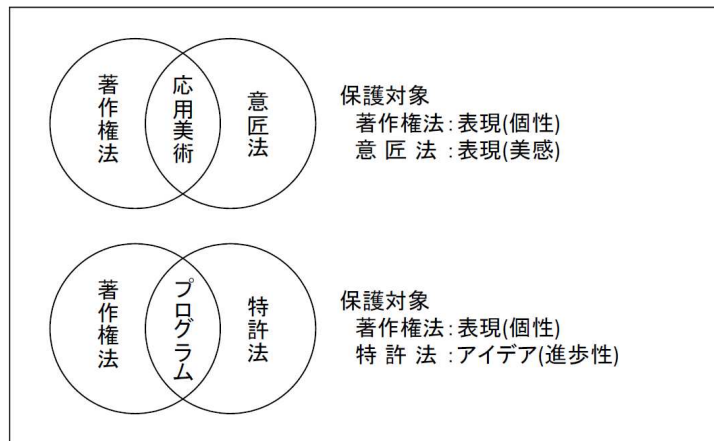 著作権法
応用美術
意匠法
保護対象
著作権法：表現(個性)
意 匠 法 ：表現(美感)
著作権法
プログラム
特許法
保護対象
著作権法：表現(個性)
特 許 法 ：アイデア(進歩性)